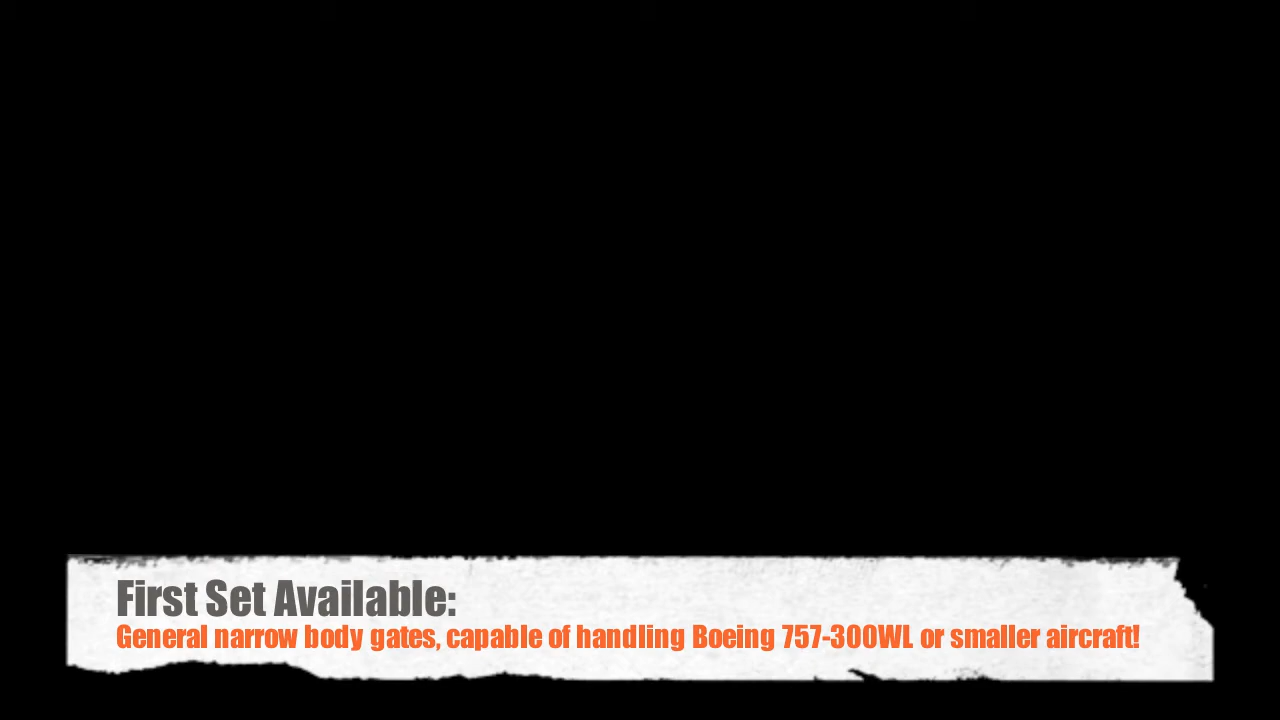 First Set Available:
General narrow body gates, capable of handling Boeing 757-300WL or smaller aircraft!